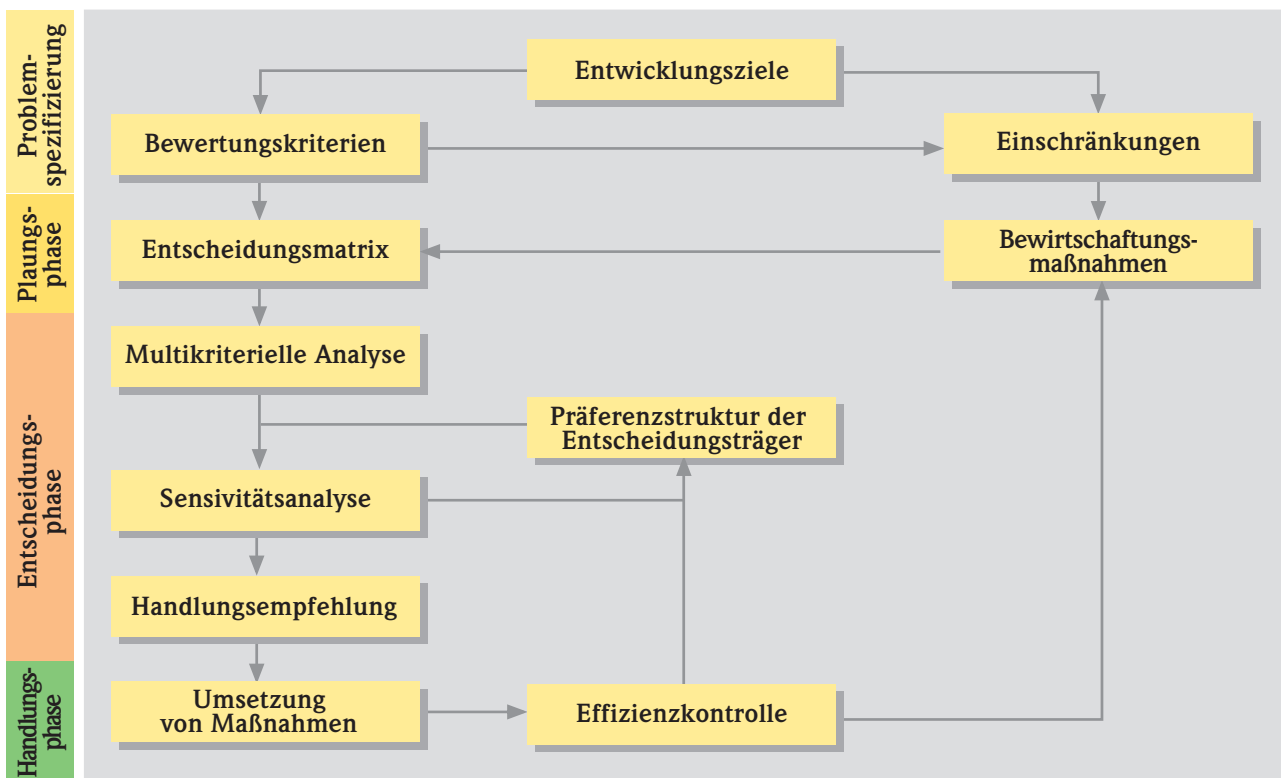 Problem-
spezifizierung
Entwicklungsziele
Bewertungskriterien
Einschränkungen
Plaungs-
phase
Entscheidungsmatrix
Bewirtschaftungs-
maßnahmen
Entscheidungs-
phase
Multikriterielle Analyse
Präferenzstruktur der
Entscheidungsträger
Sensivitätsanalyse
Handlungsempfehlung
Handlungs-
phase
Umsetzung
von Maßnahmen
Effizienzkontrolle